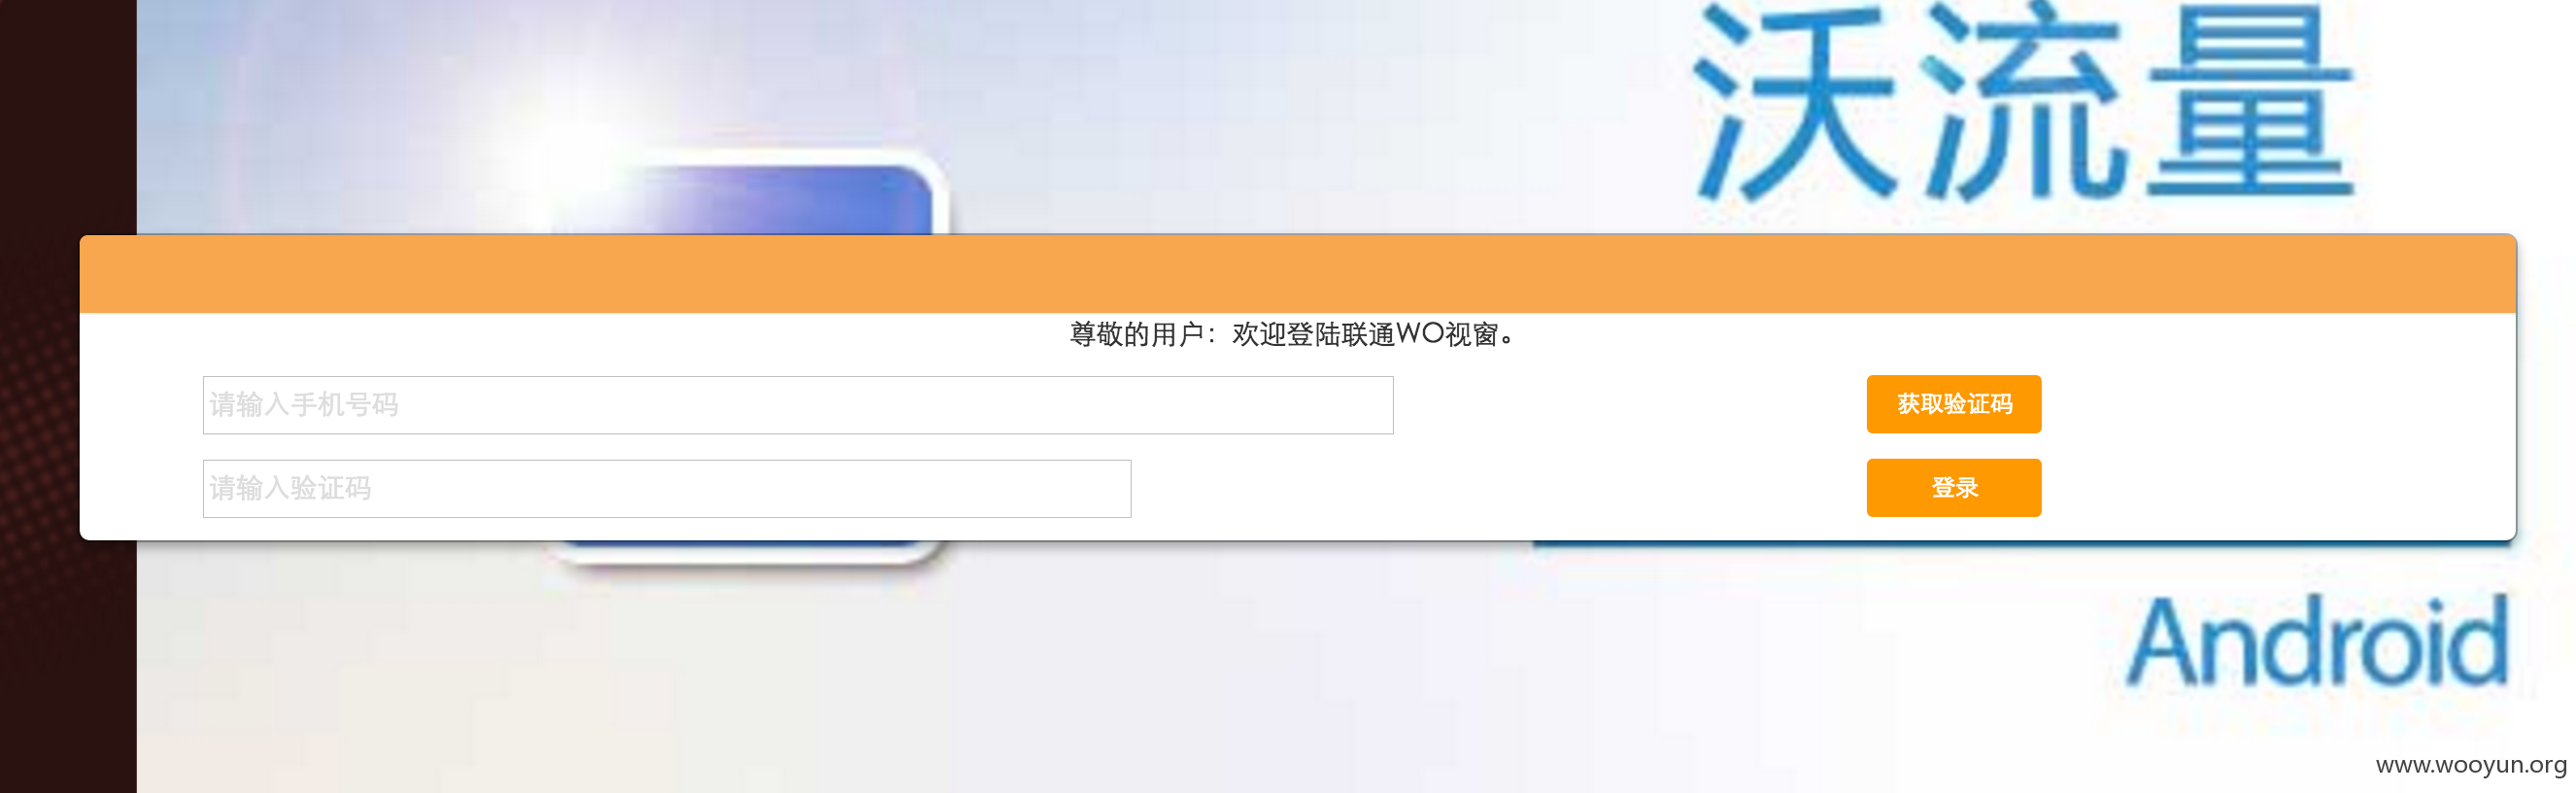 沃流量
尊敬的用户：欢迎登陆联通WO视窗。
请输入手机号码
获取验证码
请输入验证码
登录
Android
www.wooyun.org